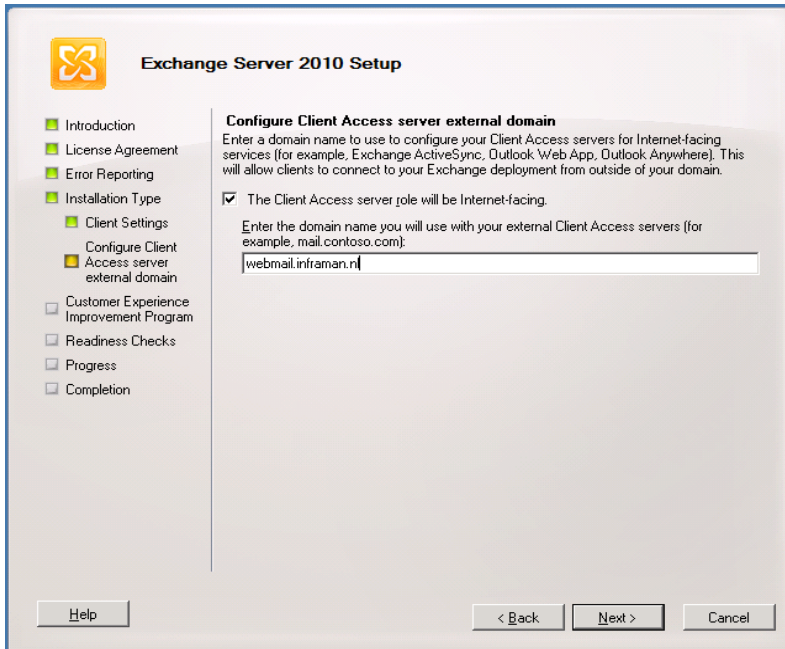 Exchange Server 2010 Setup
Introduction
License Agreement
Error Reporting
Installation Type
Client Settings
Configure Client
Access server
external domain
Customer Experience
Improvement Program
Readiness Checks
Progress
Completion
Configure Client Access server external domain
Enter a domain name to use to configure your Client Access servers for Internet-facing
services (for example, Exchange ActiveSync, Outlook Web App, Outlook Anywhere). This
will allow clients to connect to your Exchange deployment from outside of your domain.
The Client Access server role will be Internet-facing.
Enter the domain name you will use with your external Client Access servers (for
example, mail.contoso.com):
webmail.inframan.nl
Help
< Back
Next >
Cancel